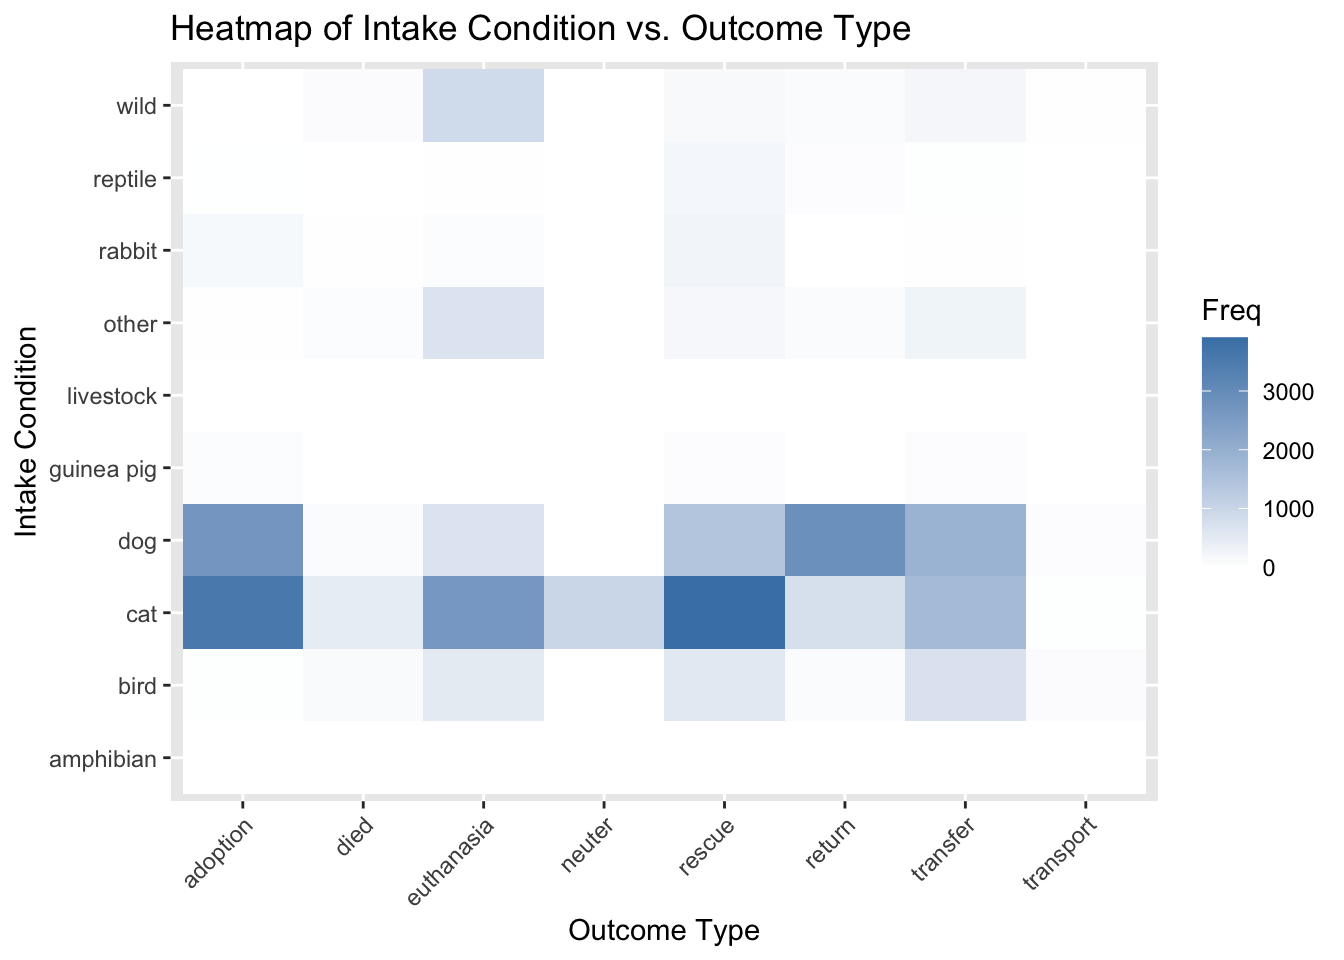 Heatmap of Intake Condition vs. Outcome Type
Intake Condition
wild
reptile
rabbit
other
livestock
guinea pig
dog
cat
bird
amphibian
adoption
died
euthanasia
neuter
rescue
return
transfer
transport
Outcome Type
Freq
3000
2000
1000
0